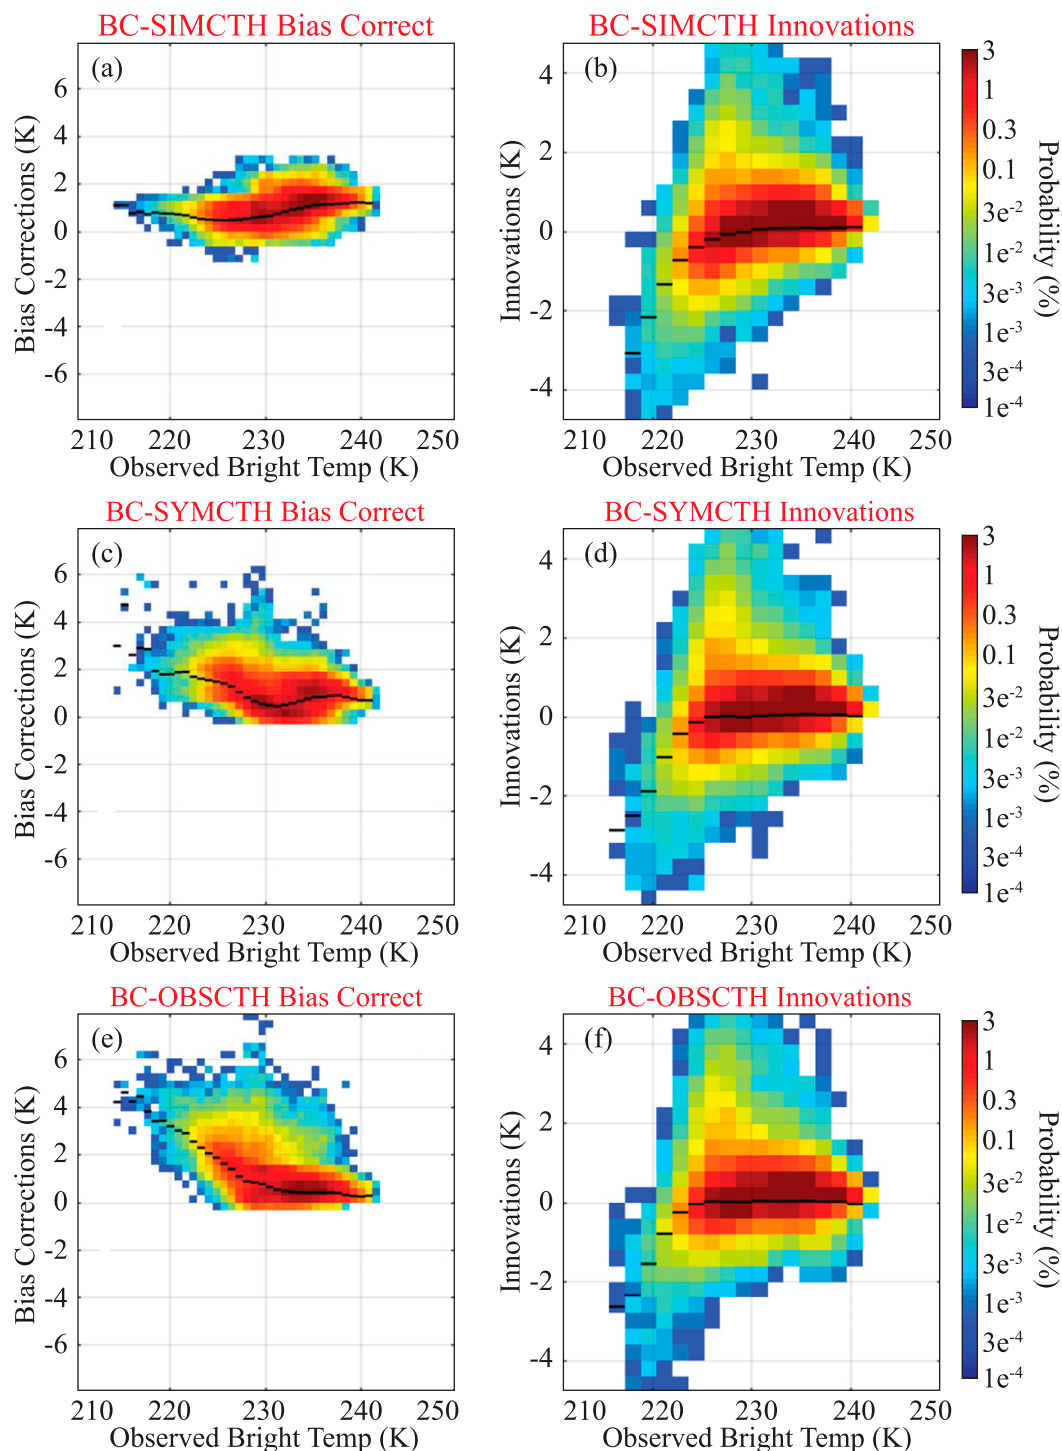 BC-SIMCTH Bias Correct
BC-SIMCTH Innovations
(a)
6
4
2
0
-2
-4
-6
Bias Corrections (K)
210 220 230 240 250
Observed Bright Temp (K)
(b)
4
2
0
-2
-4
Innovations (K)
210 220 230 240 250
Observed Bright Temp (K)
3
1
0.3
0.1
3e-2
1e-2
3e-3
1e-3
3e-4
1e-4
Probability (%)
BC-SYMCTH Bias Correct
BC-SYMCTH Innovations
(c)
6
4
2
0
-2
-4
-6
Bias Corrections (K)
210 220 230 240 250
Observed Bright Temp (K)
(d)
4
2
0
-2
-4
Innovations (K)
210 220 230 240 250
Observed Bright Temp (K)
3
1
0.3
0.1
3e-2
1e-2
3e-3
1e-3
3e-4
1e-4
Probability (%)
BC-OBSCTH Bias Correct
BC-OBSCTH Innovations
(e)
6
4
2
0
-2
-4
-6
Bias Corrections (K)
210 220 230 240 250
Observed Bright Temp (K)
(f)
4
2
0
-2
-4
Innovations (K)
210 220 230 240 250
Observed Bright Temp (K)
3
1
0.3
0.1
3e-2
1e-2
3e-3
1e-3
3e-4
1e-4
Probability (%)